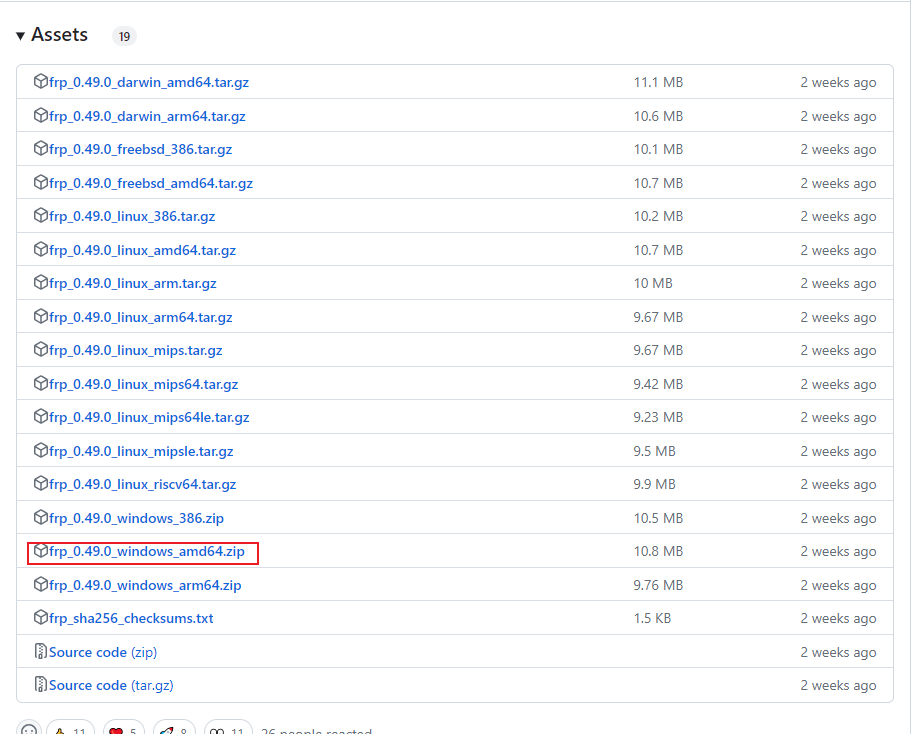 Assets 19
frp_0.49.0_darwin_amd64.tar.gz 11.1 MB 2 weeks ago
frp_0.49.0_darwin_arm64.tar.gz 10.6 MB 2 weeks ago
frp_0.49.0_freebsd_386.tar.gz 10.1 MB 2 weeks ago
frp_0.49.0_freebsd_amd64.tar.gz 10.7 MB 2 weeks ago
frp_0.49.0_linux_386.tar.gz 10.2 MB 2 weeks ago
frp_0.49.0_linux_amd64.tar.gz 10.7 MB 2 weeks ago
frp_0.49.0_linux_arm.tar.gz 10 MB 2 weeks ago
frp_0.49.0_linux_arm64.tar.gz 9.67 MB 2 weeks ago
frp_0.49.0_linux_mips.tar.gz 9.67 MB 2 weeks ago
frp_0.49.0_linux_mips64.tar.gz 9.42 MB 2 weeks ago
frp_0.49.0_linux_mips64le.tar.gz 9.23 MB 2 weeks ago
frp_0.49.0_linux_mipsle.tar.gz 9.5 MB 2 weeks ago
frp_0.49.0_linux_riscv64.tar.gz 9.9 MB 2 weeks ago
frp_0.49.0_windows_386.zip 10.5 MB 2 weeks ago
frp_0.49.0_windows_amd64.zip 10.8 MB 2 weeks ago
frp_0.49.0_windows_arm64.zip 9.76 MB 2 weeks ago
frp_sha256_checksums.txt 1.5 KB 2 weeks ago
Source code (zip) 2 weeks ago
Source code (tar.gz) 2 weeks ago
11 5 8 11 26 people reacted